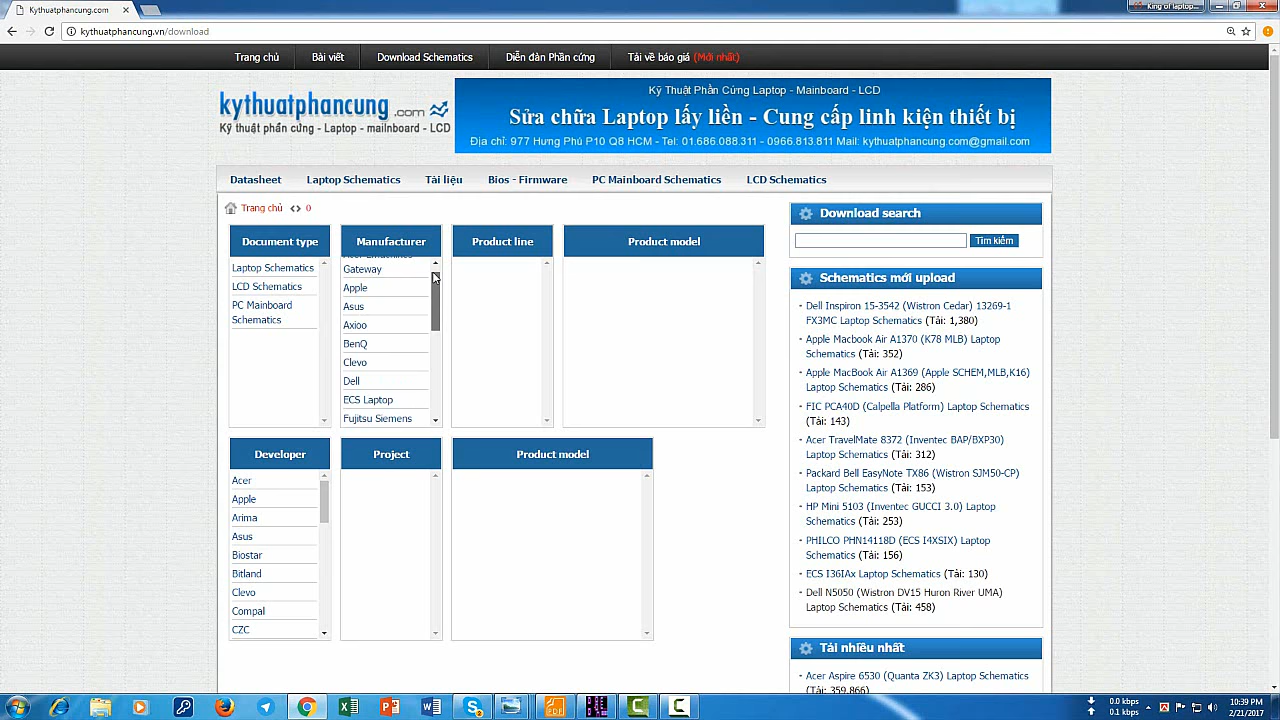 Kythuatphancung.com
King of laptop...
kythuatphancung.vn/download
Trang chủ
Bài viết
Download Schematics
Diễn đàn Phần cứng
Tải về báo giá (Mới nhất)
kythuatphancung.com
Kỹ thuật phần cứng - Laptop - mailnboard - LCD
Kỹ Thuật Phần Cứng Laptop - Mainboard - LCD
Sửa chữa Laptop lấy liền - Cung cấp linh kiện thiết bị
Địa chỉ: 977 Hưng Phú P10 Q8 HCM - Tel: 01.686.088.311 - 0966.813.811 Mail: kythuatphancung.com@gmail.com
Datasheet
Laptop Schematics
Tài liệu
Bios - Firmware
PC Mainboard Schematics
LCD Schematics
Trang chủ <> 0
Document type
Laptop Schematics
LCD Schematics
PC Mainboard
Schematics
Manufacturer
Gateway
Apple
Asus
Axioo
BenQ
Clevo
Dell
ECS Laptop
Fujitsu Siemens
Product line
Product model
Developer
Acer
Apple
Arima
Asus
Biostar
Bitland
Clevo
Compal
CZC
Project
Product model
Download search
Tìm kiếm
Schematics mới upload
- Dell Inspiron 15-3542 (Wistron Cedar) 13269-1
FX3MC Laptop Schematics (Tải: 1,380)
- Apple Macbook Air A1370 (K78 MLB) Laptop
Schematics (Tải: 352)
- Apple MacBook Air A1369 (Apple SCHEM,MLB,K16)
Laptop Schematics (Tải: 286)
- FIC PCA40D (Calpella Platform) Laptop Schematics
(Tải: 143)
- Acer TravelMate 8372 (Inventec BAP/BXP30)
Laptop Schematics (Tải: 312)
- Packard Bell EasyNote TX86 (Wistron SJM50-CP)
Laptop Schematics (Tải: 153)
- HP Mini 5103 (Inventec GUCCI 3.0) Laptop
Schematics (Tải: 253)
- PHILCO PHN14118D (ECS I4XSIX) Laptop
Schematics (Tải: 156)
- ECS I36IAx Laptop Schematics (Tải: 130)
- Dell N5050 (Wistron DV15 Huron River UMA)
Laptop Schematics (Tải: 458)
Tải nhiều nhất
- Acer Aspire 6530 (Quanta ZK3) Laptop Schematics
(Tải: 359,866)
0.0 kbps
0.1 kbps
10:39 PM
2/21/2017